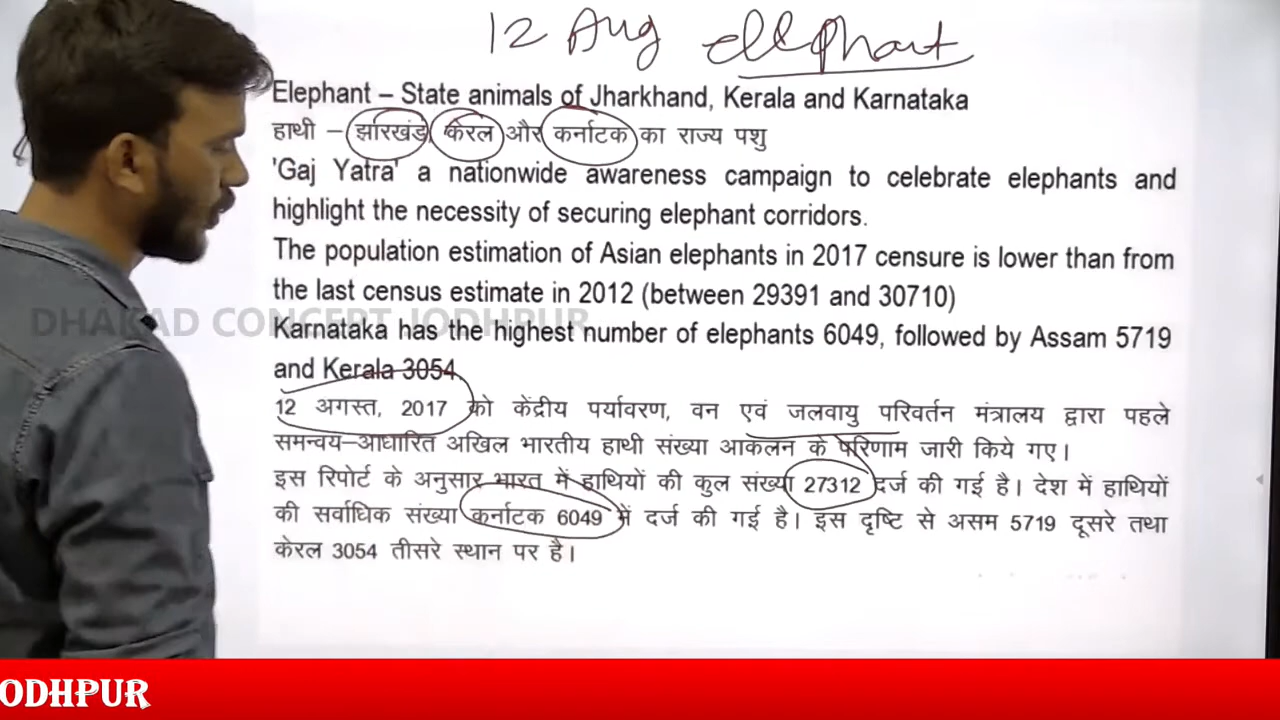 12 Aug elephant
Elephant – State animals of Jharkhand, Kerala and Karnataka
हाथी – झारखंड, केरल और कर्नाटक का राज्य पशु
'Gaj Yatra' a nationwide awareness campaign to celebrate elephants and
highlight the necessity of securing elephant corridors.
The population estimation of Asian elephants in 2017 censure is lower than from
the last census estimate in 2012 (between 29391 and 30710)
DHAKAD CONCEPT JODHPUR
Karnataka has the highest number of elephants 6049, followed by Assam 5719
and Kerala 3054
12 अगस्त, 2017 को केंद्रीय पर्यावरण, वन एवं जलवायु परिवर्तन मंत्रालय द्वारा पहले
समन्वय–आधारित अखिल भारतीय हाथी संख्या आकलन के परिणाम जारी किये गए।
इस रिपोर्ट के अनुसार भारत में हाथियों की कुल संख्या 27312 दर्ज की गई है। देश में हाथियों
की सर्वाधिक संख्या कर्नाटक 6049 में दर्ज की गई है। इस दृष्टि से असम 5719 दूसरे तथा
केरल 3054 तीसरे स्थान पर है।
ODHPUR